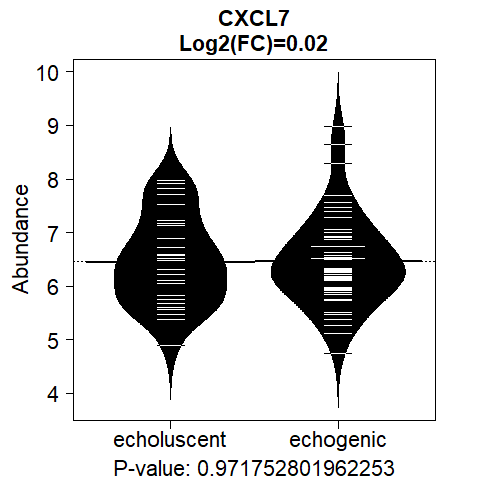 CXCL7
Log2(FC)=0.02
Abundance
10
9
8
7
6
5
4
echoluscent echogenic
P-value: 0.971752801962253